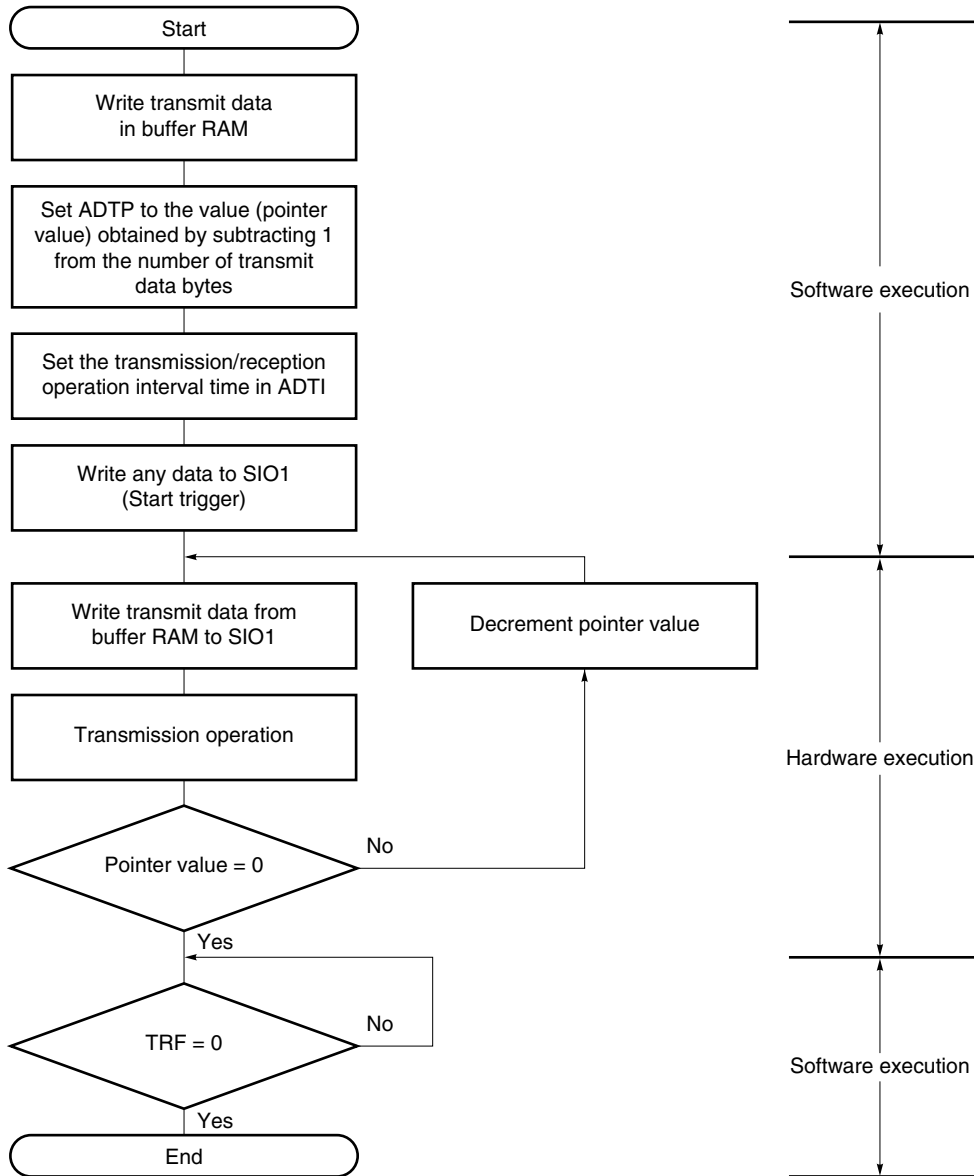 Start
Write transmit data
in buffer RAM
Set ADTP to the value (pointer
value) obtained by subtracting 1
from the number of transmit
data bytes
Set the transmission/reception
operation interval time in ADTI
Write any data to SIO1
(Start trigger)
Software execution
Write transmit data from
buffer RAM to SIO1
Decrement pointer value
Transmission operation
Hardware execution
Pointer value = 0
No
Yes
TRF = 0
No
Yes
Software execution
End